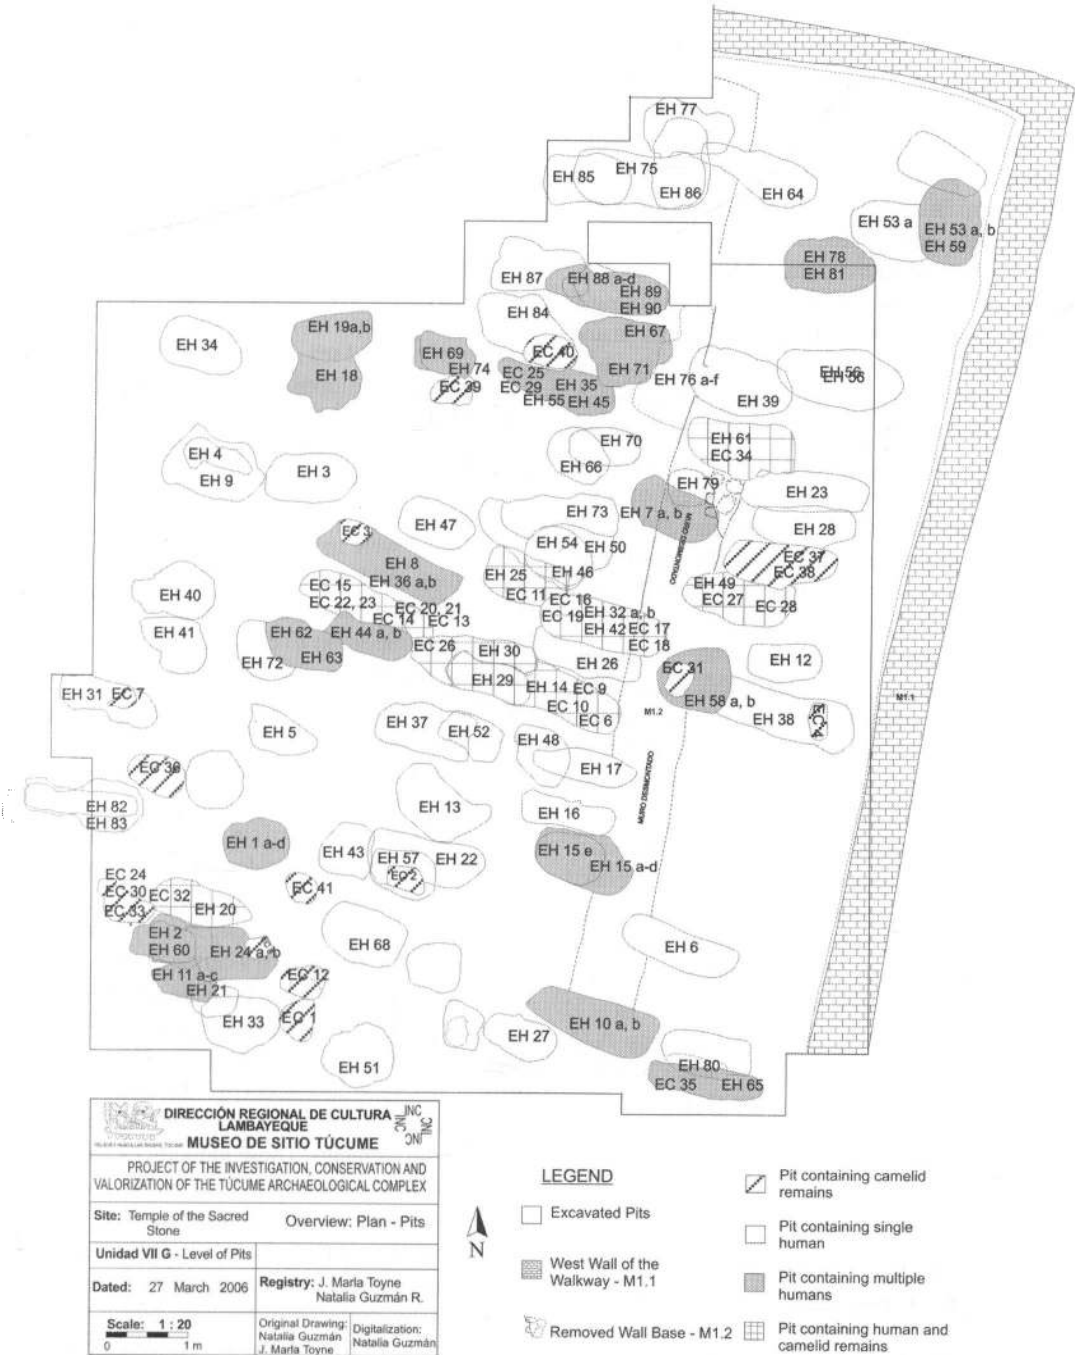 EH 77
EH 85
EH 75
EH 86
EH 64
EH 53 a
EH 53 a, b
EH 59
EH 78
EH 81
EH 87
EH 88 a-d
EH 89
EH 90
EH 84
EH 67
EH 34
EH 19a,b
EH 18
EH 69
EH 74
EC 39
EC 40
EC 25
EC 29
EH 35
EH 55
EH 45
EH 71
EH 76 a-f
EH 39
EH 56
EH 56
EH 4
EH 9
EH 3
EH 70
EH 66
EH 61
EC 34
EH 79
EH 23
EH 7 a, b
EH 28
EH 47
EH 73
EC 3
EH 8
EH 36 a,b
EH 54
EH 50
EH 46
EH 25
EC 11
EC 16
EC 19
EC 37
EC 38
EH 49
EC 27
EC 28
MURO DESMONTADO
EH 40
EC 15
EC 22, 23
EC 20, 21
EC 14
EC 13
EH 32 a, b
EH 42
EC 17
EC 18
EH 41
EH 62
EH 44 a, b
EH 63
EH 72
EC 26
EH 30
EH 29
EH 26
EH 12
EC 31
EH 58 a, b
EH 31
EC 7
EH 14
EC 9
EC 10
EC 6
EH 38
EC 4
M1.2
M1.1
EH 5
EH 37
EH 52
EH 48
EH 17
EC 36
EH 82
EH 83
EH 13
EH 16
MURO DESMONTADO
EH 1 a-d
EH 43
EH 57
EC 2
EH 22
EH 15 e
EH 15 a-d
EC 24
EC 30
EC 33
EC 32
EH 20
EC 41
EH 2
EH 60
EH 24 a, b
EH 68
EH 6
EH 11 a-c
EH 21
EC 12
EH 33
EC 1
EH 27
EH 10 a, b
EH 51
EH 80
EC 35
EH 65
DIRECCIÓN REGIONAL DE CULTURA
LAMBAYEQUE
MUSEO DE SITIO TÚCUME
INC
INC
INC
INC
PROJECT OF THE INVESTIGATION, CONSERVATION AND
VALORIZATION OF THE TÚCUME ARCHAEOLOGICAL COMPLEX
Site: Temple of the Sacred
Stone
Overview: Plan - Pits
Unidad VII G - Level of Pits
Dated: 27 March 2006
Registry: J. Marla Toyne
Natalia Guzmán R.
Scale: 1 : 20
0 1 m
Original Drawing:
Natalia Guzmán
J. Marla Toyne
Digitalization:
Natalia Guzmán
N
LEGEND
Excavated Pits
West Wall of the
Walkway - M1.1
Removed Wall Base - M1.2
Pit containing camelid
remains
Pit containing single
human
Pit containing multiple
humans
Pit containing human and
camelid remains